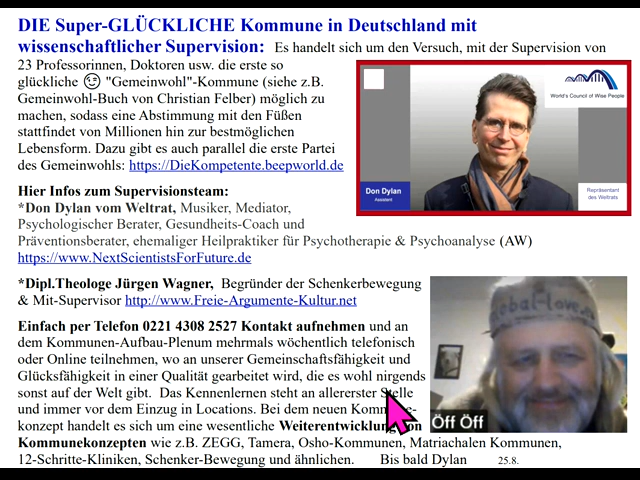 DIE Super-GLÜCKLICHE Kommune in Deutschland mit
wissenschaftlicher Supervision: Es handelt sich um den Versuch, mit der Supervision von
23 Professorinnen, Doktoren usw. die erste so
glückliche 😉 "Gemeinwohl"-Kommune (siehe z.B.
Gemeinwohl-Buch von Christian Felber) möglich zu
machen, sodass eine Abstimmung mit den Füßen
stattfindet von Millionen hin zur bestmöglichen
Lebensform. Dazu gibt es auch parallel die erste Partei
des Gemeinwohls: https://DieKompetente.beepworld.de
World's Council of Wise People
Don Dylan
Assistent
Repräsentant
des Weltrats
Hier Infos zum Supervisionsteam:
*Don Dylan vom Weltrat, Musiker, Mediator,
Psychologischer Berater, Gesundheits-Coach und
Präventionsberater, ehemaliger Heilpraktiker für Psychotherapie & Psychoanalyse (AW)
https://www.NextScientistsForFuture.de
*Dipl.Theologe Jürgen Wagner, Begründer der Schenkerbewegung
& Mit-Supervisor http://www.Freie-Argumente-Kultur.net
Einfach per Telefon 0221 4308 2527 Kontakt aufnehmen und an
dem Kommunen-Aufbau-Plenum mehrmals wöchentlich telefonisch
oder Online teilnehmen, wo an unserer Gemeinschaftsfähigkeit und
Glücksfähigkeit in einer Qualität gearbeitet wird, die es wohl nirgends
sonst auf der Welt gibt. Das Kennenlernen steht an allererster Stelle
und immer vor dem Einzug in Locations. Bei dem neuen Kommune-
konzept handelt es sich um eine wesentliche Weiterentwicklung von
Kommunekonzepten wie z.B. ZEGG, Tamera, Osho-Kommunen, Matriachalen Kommunen,
12-Schritte-Kliniken, Schenker-Bewegung und ähnlichen. Bis bald Dylan 25.8.
global-love.eu
Öff Öff